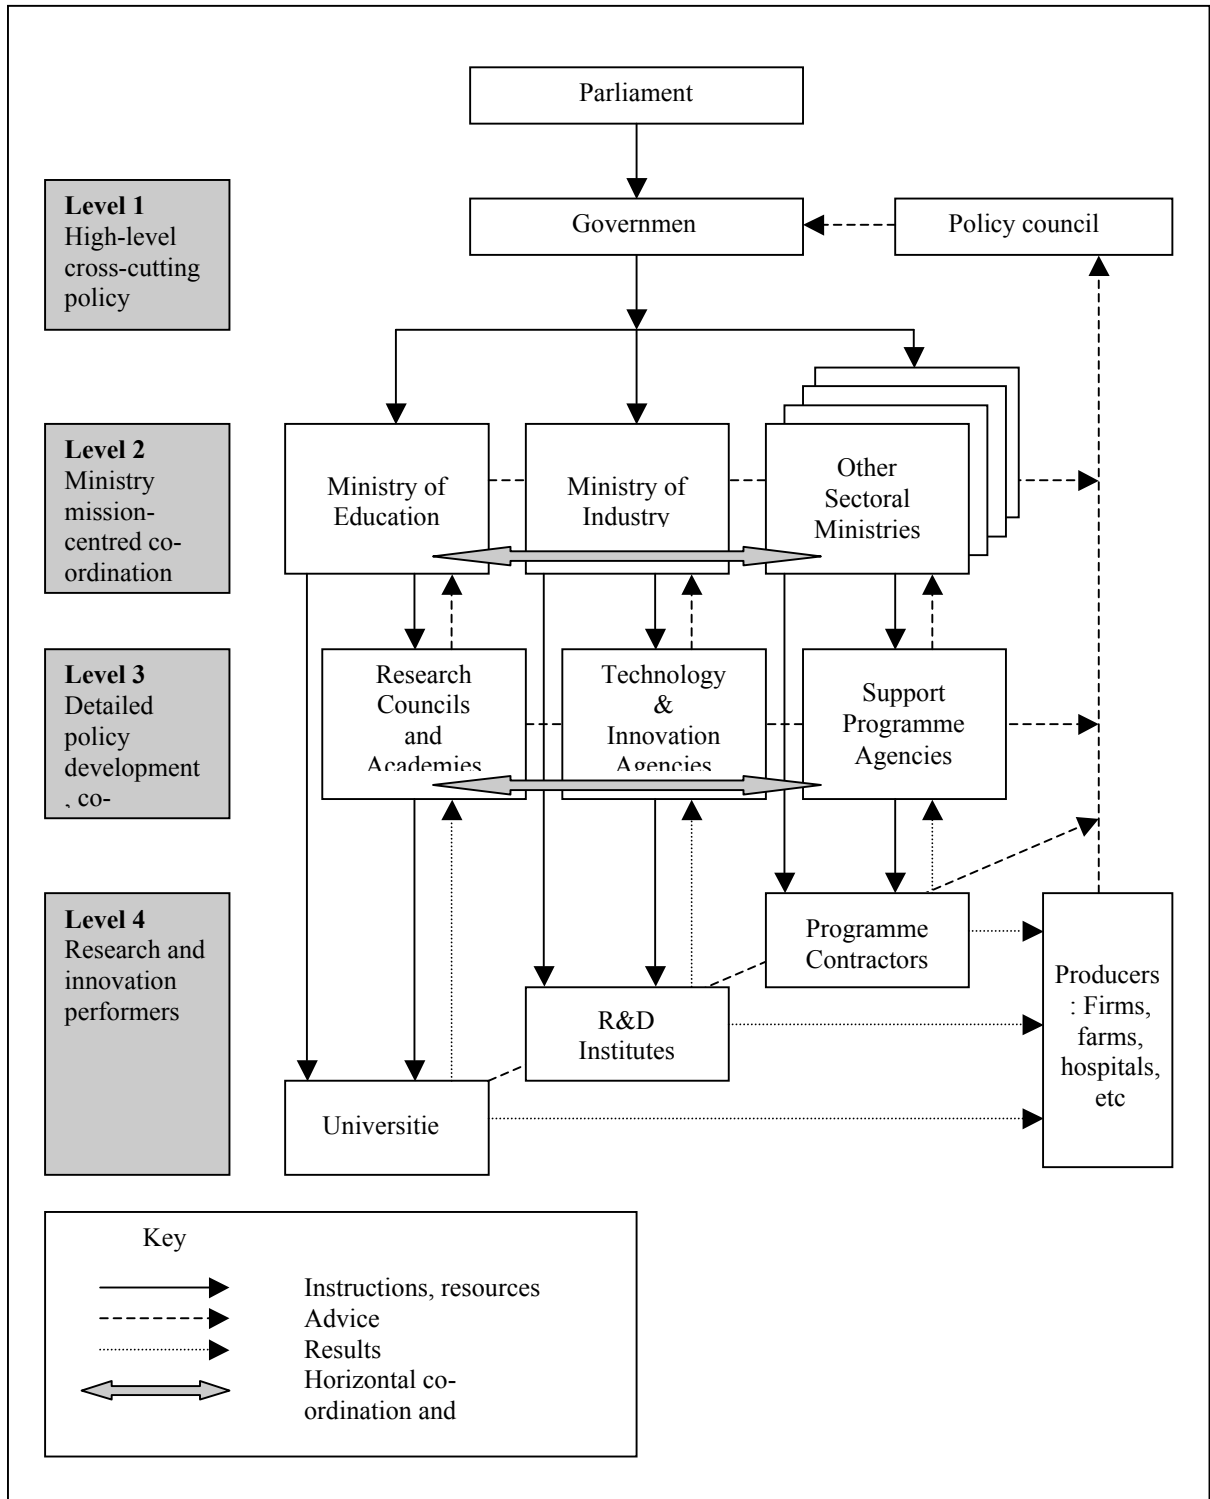 Parliament
Level 1
High-level
cross-cutting
policy
Governmen
Policy council
Level 2
Ministry
mission-
centred co-
ordination
Ministry of
Education
Ministry of
Industry
Other
Sectoral
Ministries
Level 3
Detailed
policy
development
, co-
Research
Councils
and
Academies
Technology
&
Innovation
Agencies
Support
Programme
Agencies
Level 4
Research and
innovation
performers
Programme
Contractors
R&D
Institutes
Universitie
Producers
: Firms,
farms,
hospitals,
etc
Key
Instructions, resources
Advice
Results
Horizontal co-
ordination and